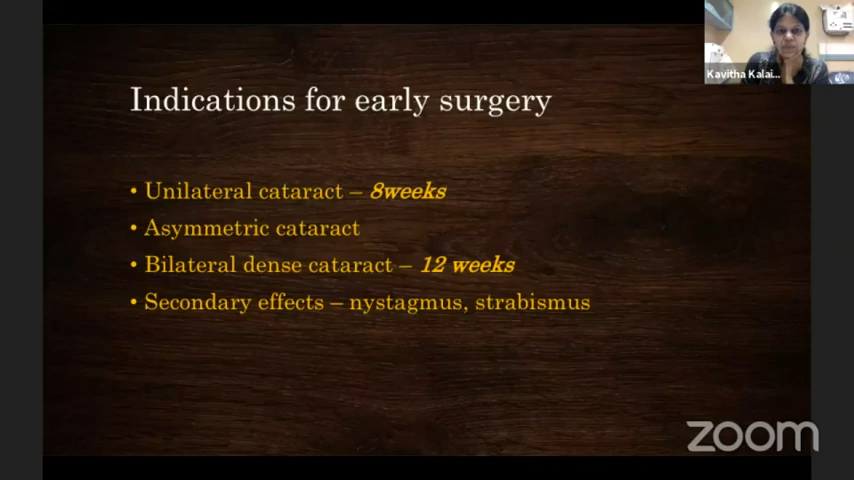 Kavitha Kalai...
Indications for early surgery
• Unilateral cataract – 8weeks
• Asymmetric cataract
• Bilateral dense cataract – 12 weeks
• Secondary effects – nystagmus, strabismus
zoom